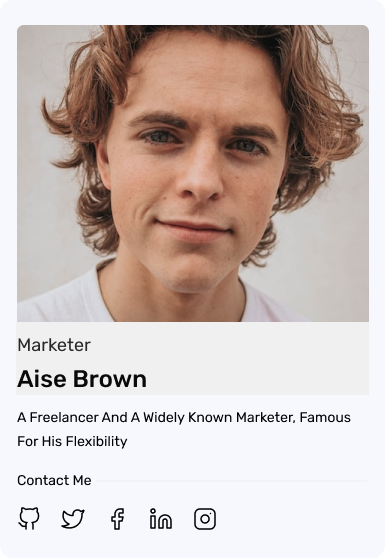 Marketer
Aise Brown
A Freelancer And A Widely Known Marketer, Famous
For His Flexibility
Contact Me